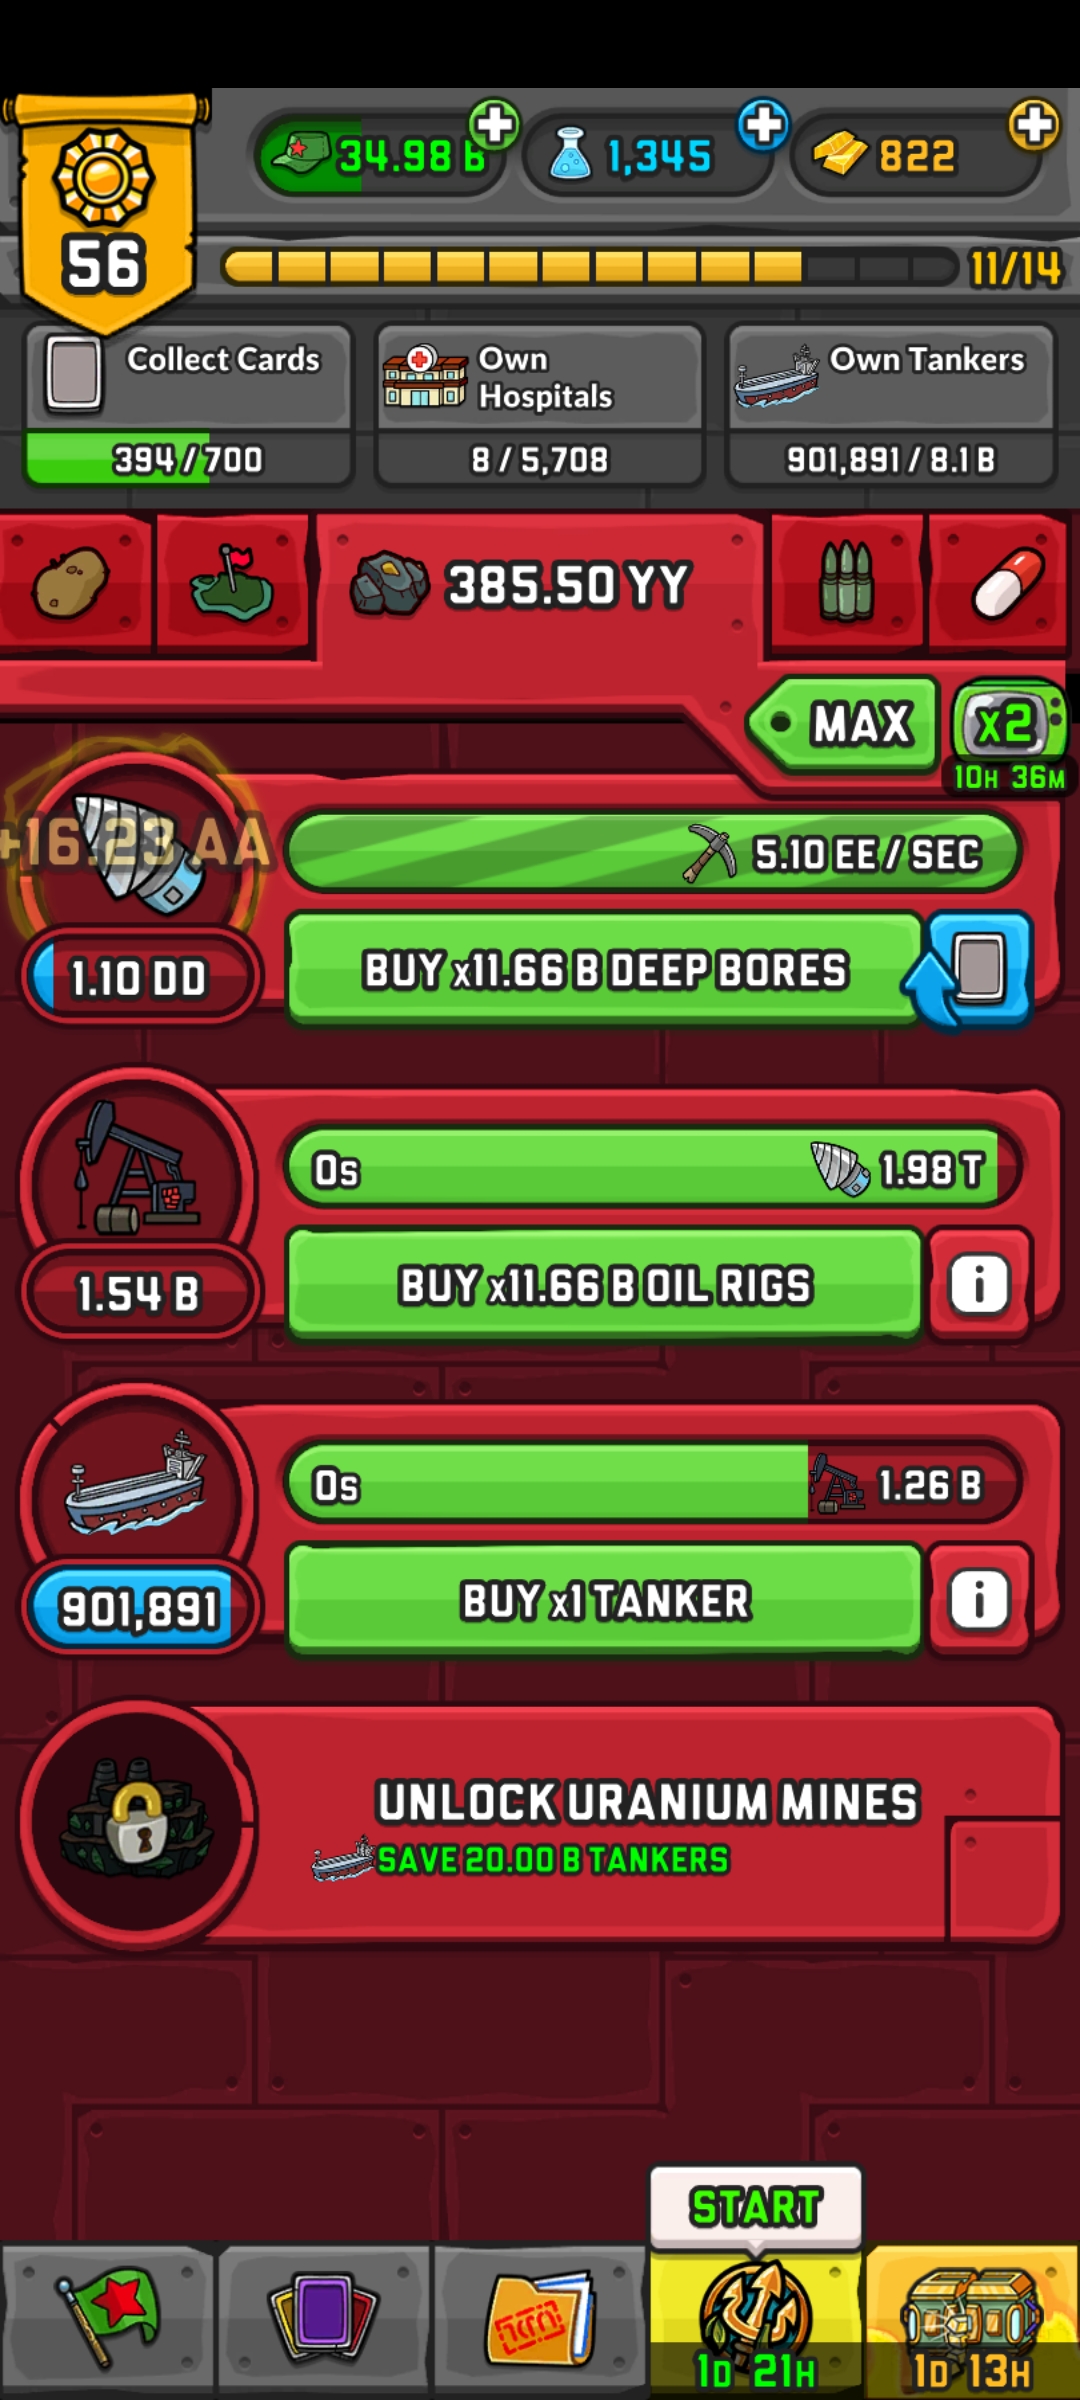 34.98 B
1,345
822
56
11/14
Collect Cards
394/700
Own
Hospitals
8/5,708
Own Tankers
901,891/8.1 B
385.50 YY
MAX
x2
10H 36M
+16.23 AA
5.10 EE/SEC
1.10 DD
BUY x11.66 B DEEP BORES
0s
1.98 T
1.54 B
BUY x11.66 B OIL RIGS
i
0s
1.26 B
901,891
BUY x1 TANKER
i
UNLOCK URANIUM MINES
SAVE 20.00 B TANKERS
START
1D 21H
1D 13H